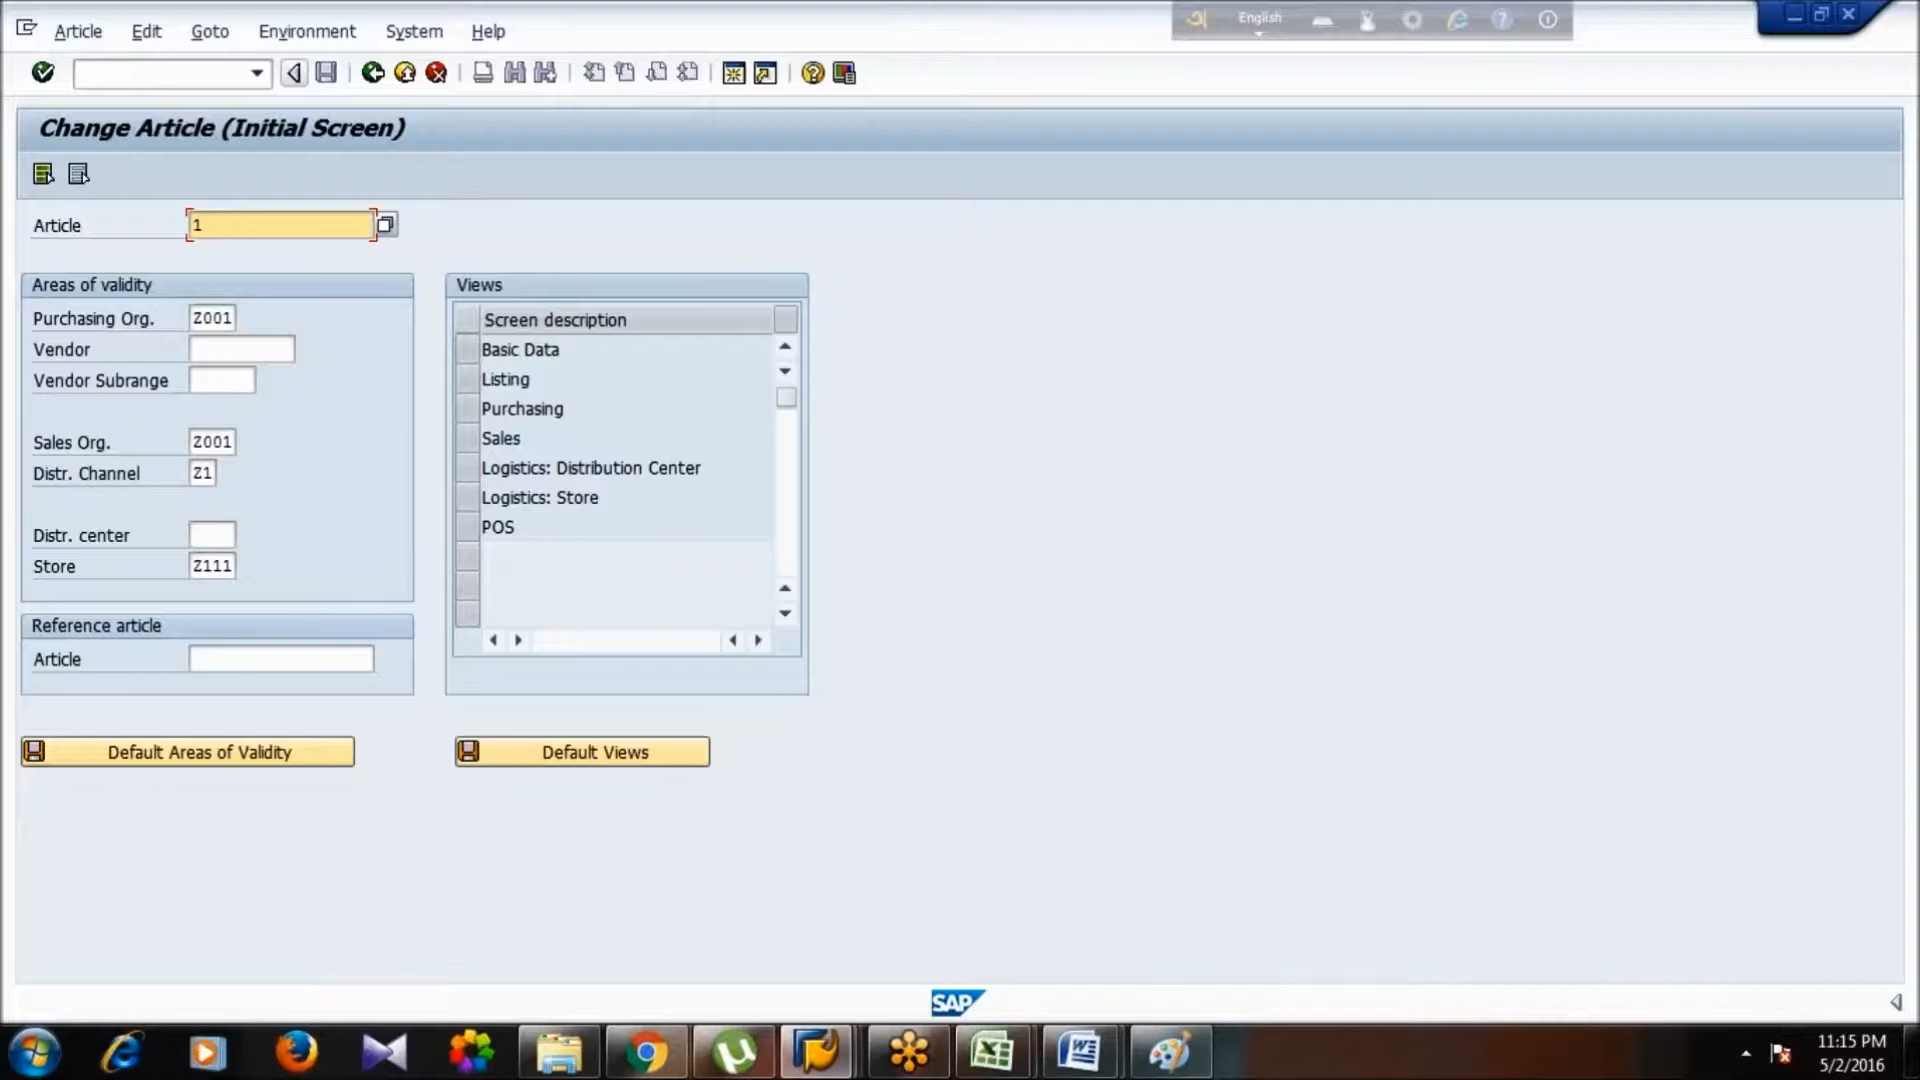 English
Article Edit Goto Environment System Help
Change Article (Initial Screen)
Article 1
Areas of validity
Purchasing Org. Z001
Vendor
Vendor Subrange
Sales Org. Z001
Distr. Channel Z1
Distr. center
Store Z111
Views
Screen description
Basic Data
Listing
Purchasing
Sales
Logistics: Distribution Center
Logistics: Store
POS
Reference article
Article
Default Areas of Validity
Default Views
SAP
11:15 PM
5/2/2016